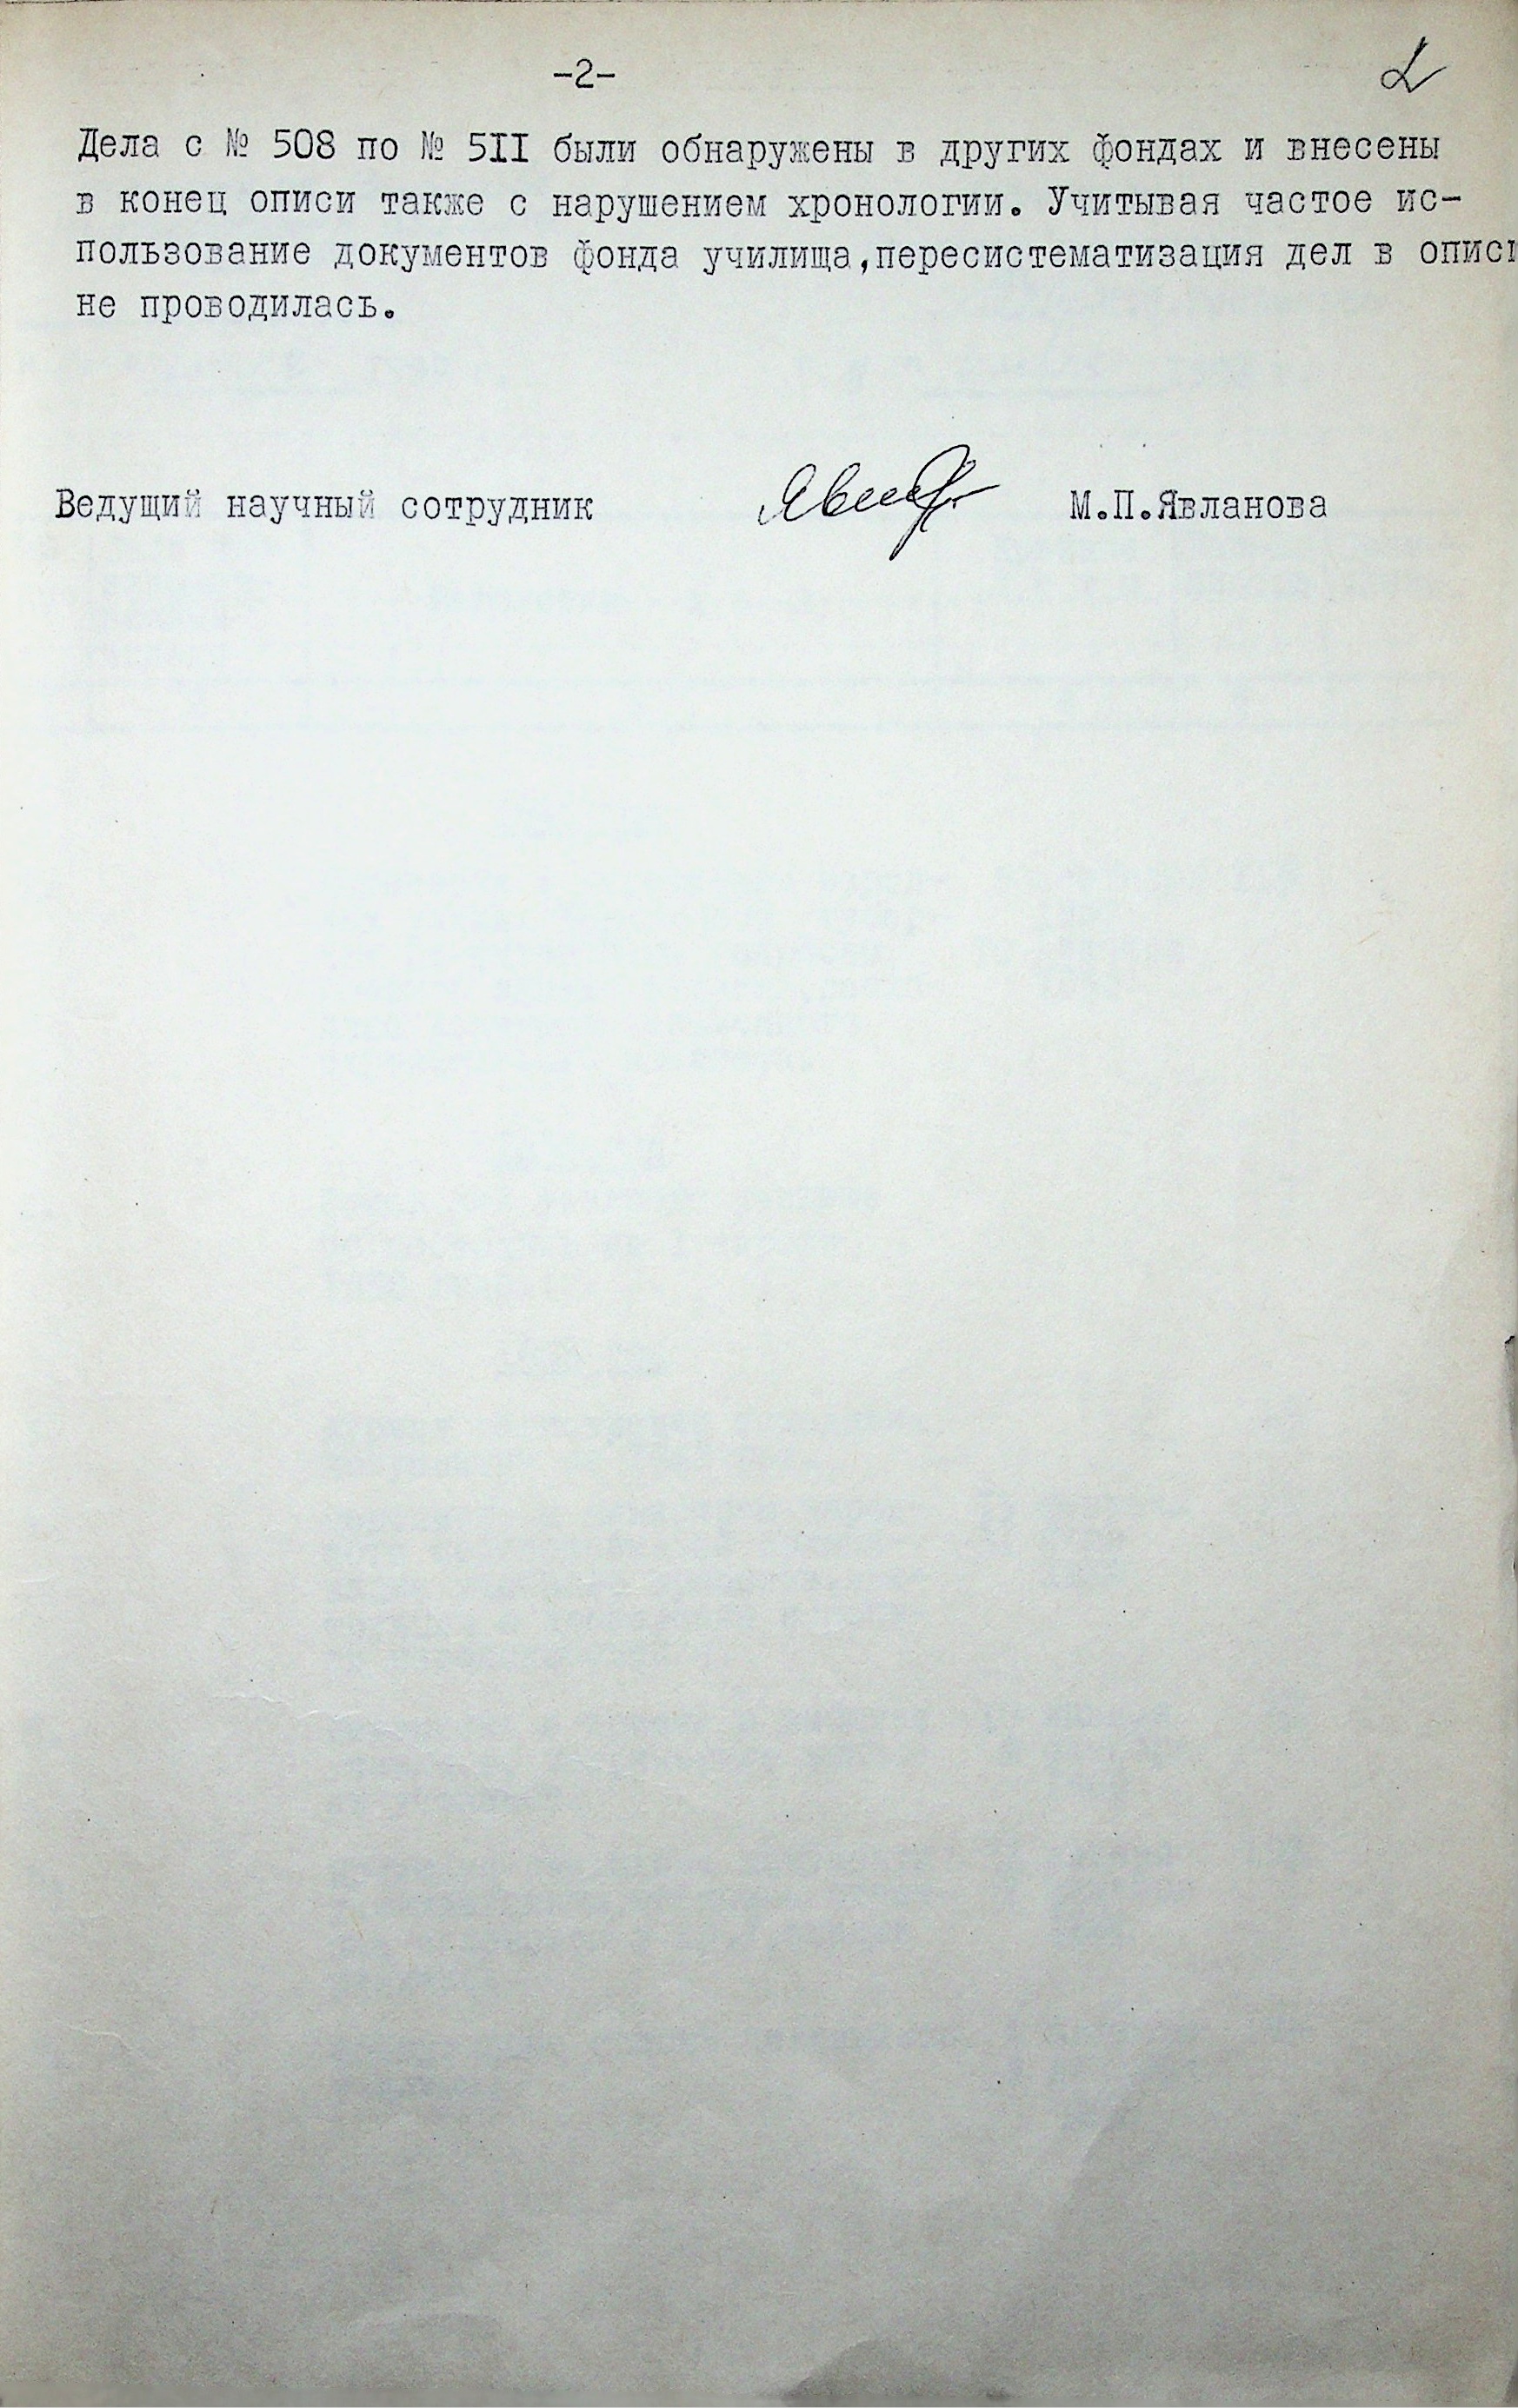 -2-
2
Дела с № 508 по № 5II были обнаружены в других фондах и внесены
в конец описи также с нарушением хронологии. Учитывая частое ис-
пользование документов фонда училища,пересистематизация дел в описи
не проводилась.
Ведущий научный сотрудник М.П.Явланова